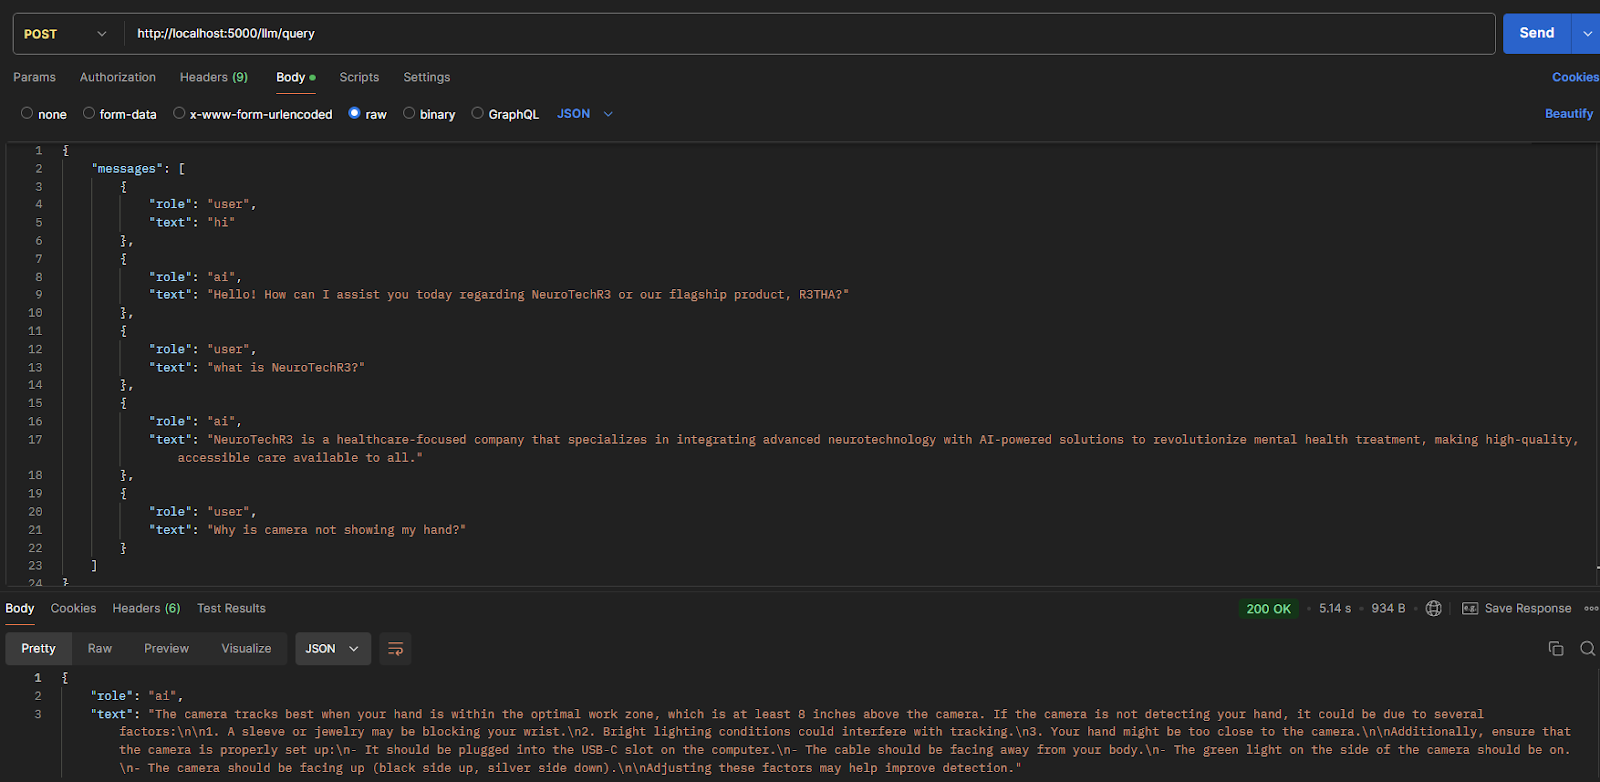 POST http://localhost:5000/llm/query Send
Params Authorization Headers (9) Body Scripts Settings Cookies
none form-data x-www-form-urlencoded raw binary GraphQL JSON Beautify
1 {
2 "messages": [
3 {
4 "role": "user",
5 "text": "hi"
6 },
7 {
8 "role": "ai",
9 "text": "Hello! How can I assist you today regarding NeuroTechR3 or our flagship product, R3THA?"
10 },
11 {
12 "role": "user",
13 "text": "what is NeuroTechR3?"
14 },
15 {
16 "role": "ai",
17 "text": "NeuroTechR3 is a healthcare-focused company that specializes in integrating advanced neurotechnology with AI-powered solutions to revolutionize mental health treatment, making high-quality,
accessible care available to all."
18 },
19 {
20 "role": "user",
21 "text": "Why is camera not showing my hand?"
22 }
23 ]
24 }
Body Cookies Headers (6) Test Results 200 OK 5.14 s 934 B e.g. Save Response
Pretty Raw Preview Visualize JSON
1 {
2 "role": "ai",
3 "text": "The camera tracks best when your hand is within the optimal work zone, which is at least 8 inches above the camera. If the camera is not detecting your hand, it could be due to several
factors:\n\n1. A sleeve or jewelry may be blocking your wrist.\n2. Bright lighting conditions could interfere with tracking.\n3. Your hand might be too close to the camera.\n\nAdditionally, ensure that
the camera is properly set up:\n- It should be plugged into the USB-C slot on the computer.\n- The cable should be facing away from your body.\n- The green light on the side of the camera should be on.
\n- The camera should be facing up (black side up, silver side down).\n\nAdjusting these factors may help improve detection."